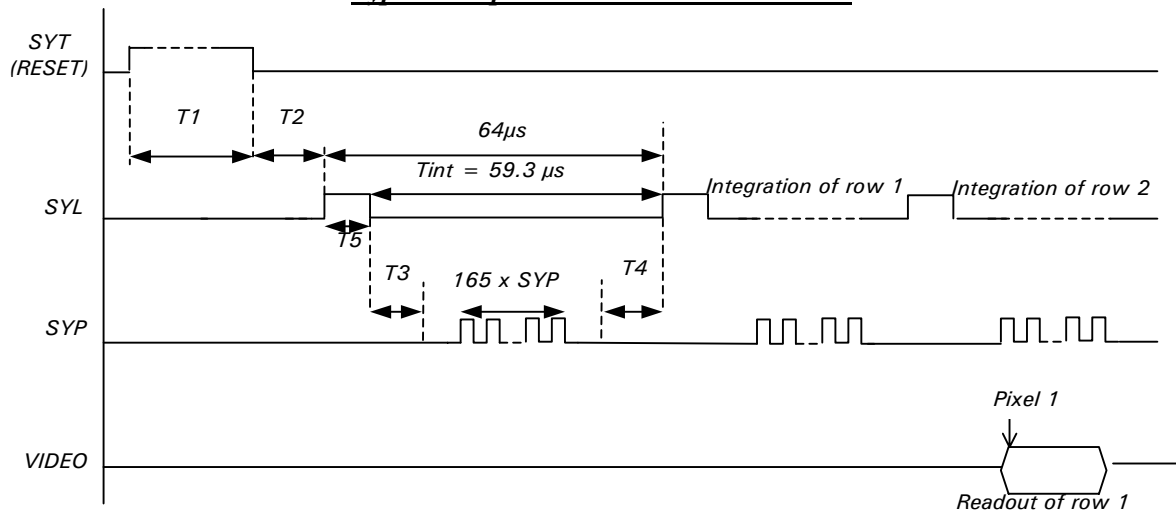 SYT
(RESET)
T1
T2
64µs
Tint = 59.3 µs
Integration of row 1
Integration of row 2
SYL
T5
T3
165 x SYP
T4
SYP
Pixel 1
VIDEO
Readout of row 1